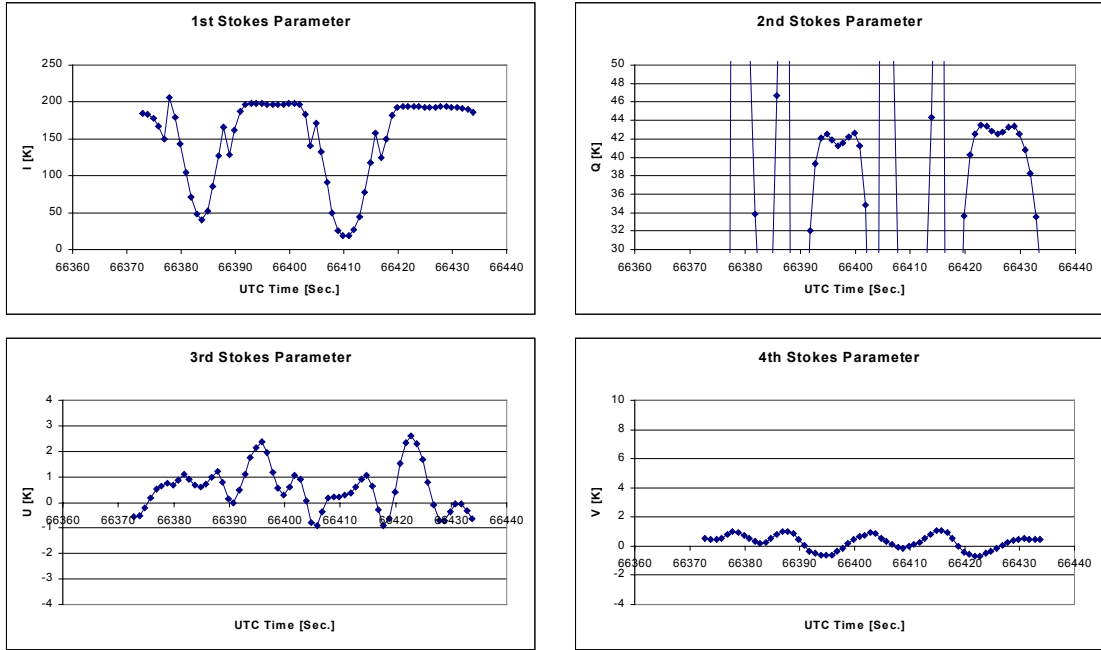 1st Stokes Parameter
I [K]
250
200
150
100
50
0
66360 66370 66380 66390 66400 66410 66420 66430 66440
UTC Time [Sec.]
2nd Stokes Parameter
Q [K]
50
48
46
44
42
40
38
36
34
32
30
66360 66370 66380 66390 66400 66410 66420 66430 66440
UTC Time [Sec.]
3rd Stokes Parameter
U [K]
4
3
2
1
0
-1
-2
-3
-4
66360 66370 66380 66390 66400 66410 66420 66430 66440
UTC Time [Sec.]
4th Stokes Parameter
V [K]
10
8
6
4
2
0
-2
-4
66360 66370 66380 66390 66400 66410 66420 66430 66440
UTC Time [Sec.]